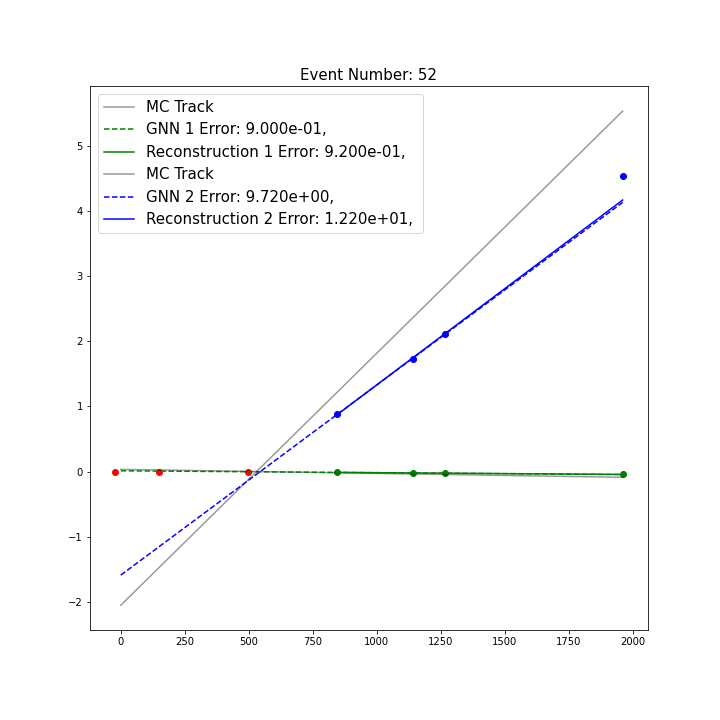 Event Number: 52
MC Track
GNN 1 Error: 9.000e-01,
Reconstruction 1 Error: 9.200e-01,
MC Track
GNN 2 Error: 9.720e+00,
Reconstruction 2 Error: 1.220e+01,
5
4
3
2
1
0
−1
−2
0 250 500 750 1000 1250 1500 1750 2000